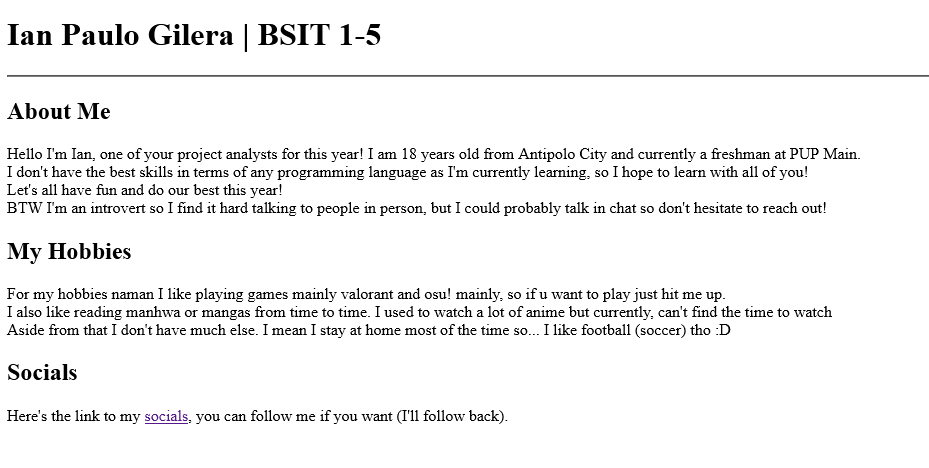 Ian Paulo Gilera | BSIT 1-5
About Me
Hello I'm Ian, one of your project analysts for this year! I am 18 years old from Antipolo City and currently a freshman at PUP Main.
I don't have the best skills in terms of any programming language as I'm currently learning, so I hope to learn with all of you!
Let's all have fun and do our best this year!
BTW I'm an introvert so I find it hard talking to people in person, but I could probably talk in chat so don't hesitate to reach out!
My Hobbies
For my hobbies naman I like playing games mainly valorant and osu! mainly, so if u want to play just hit me up.
I also like reading manhwa or mangas from time to time. I used to watch a lot of anime but currently, can't find the time to watch
Aside from that I don't have much else. I mean I stay at home most of the time so... I like football (soccer) tho :D
Socials
Here's the link to my socials, you can follow me if you want (I'll follow back).